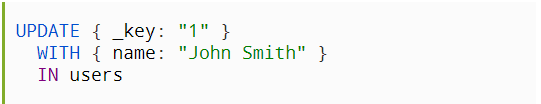 UPDATE { _key: "1" }
  WITH { name: "John Smith" }
  IN users